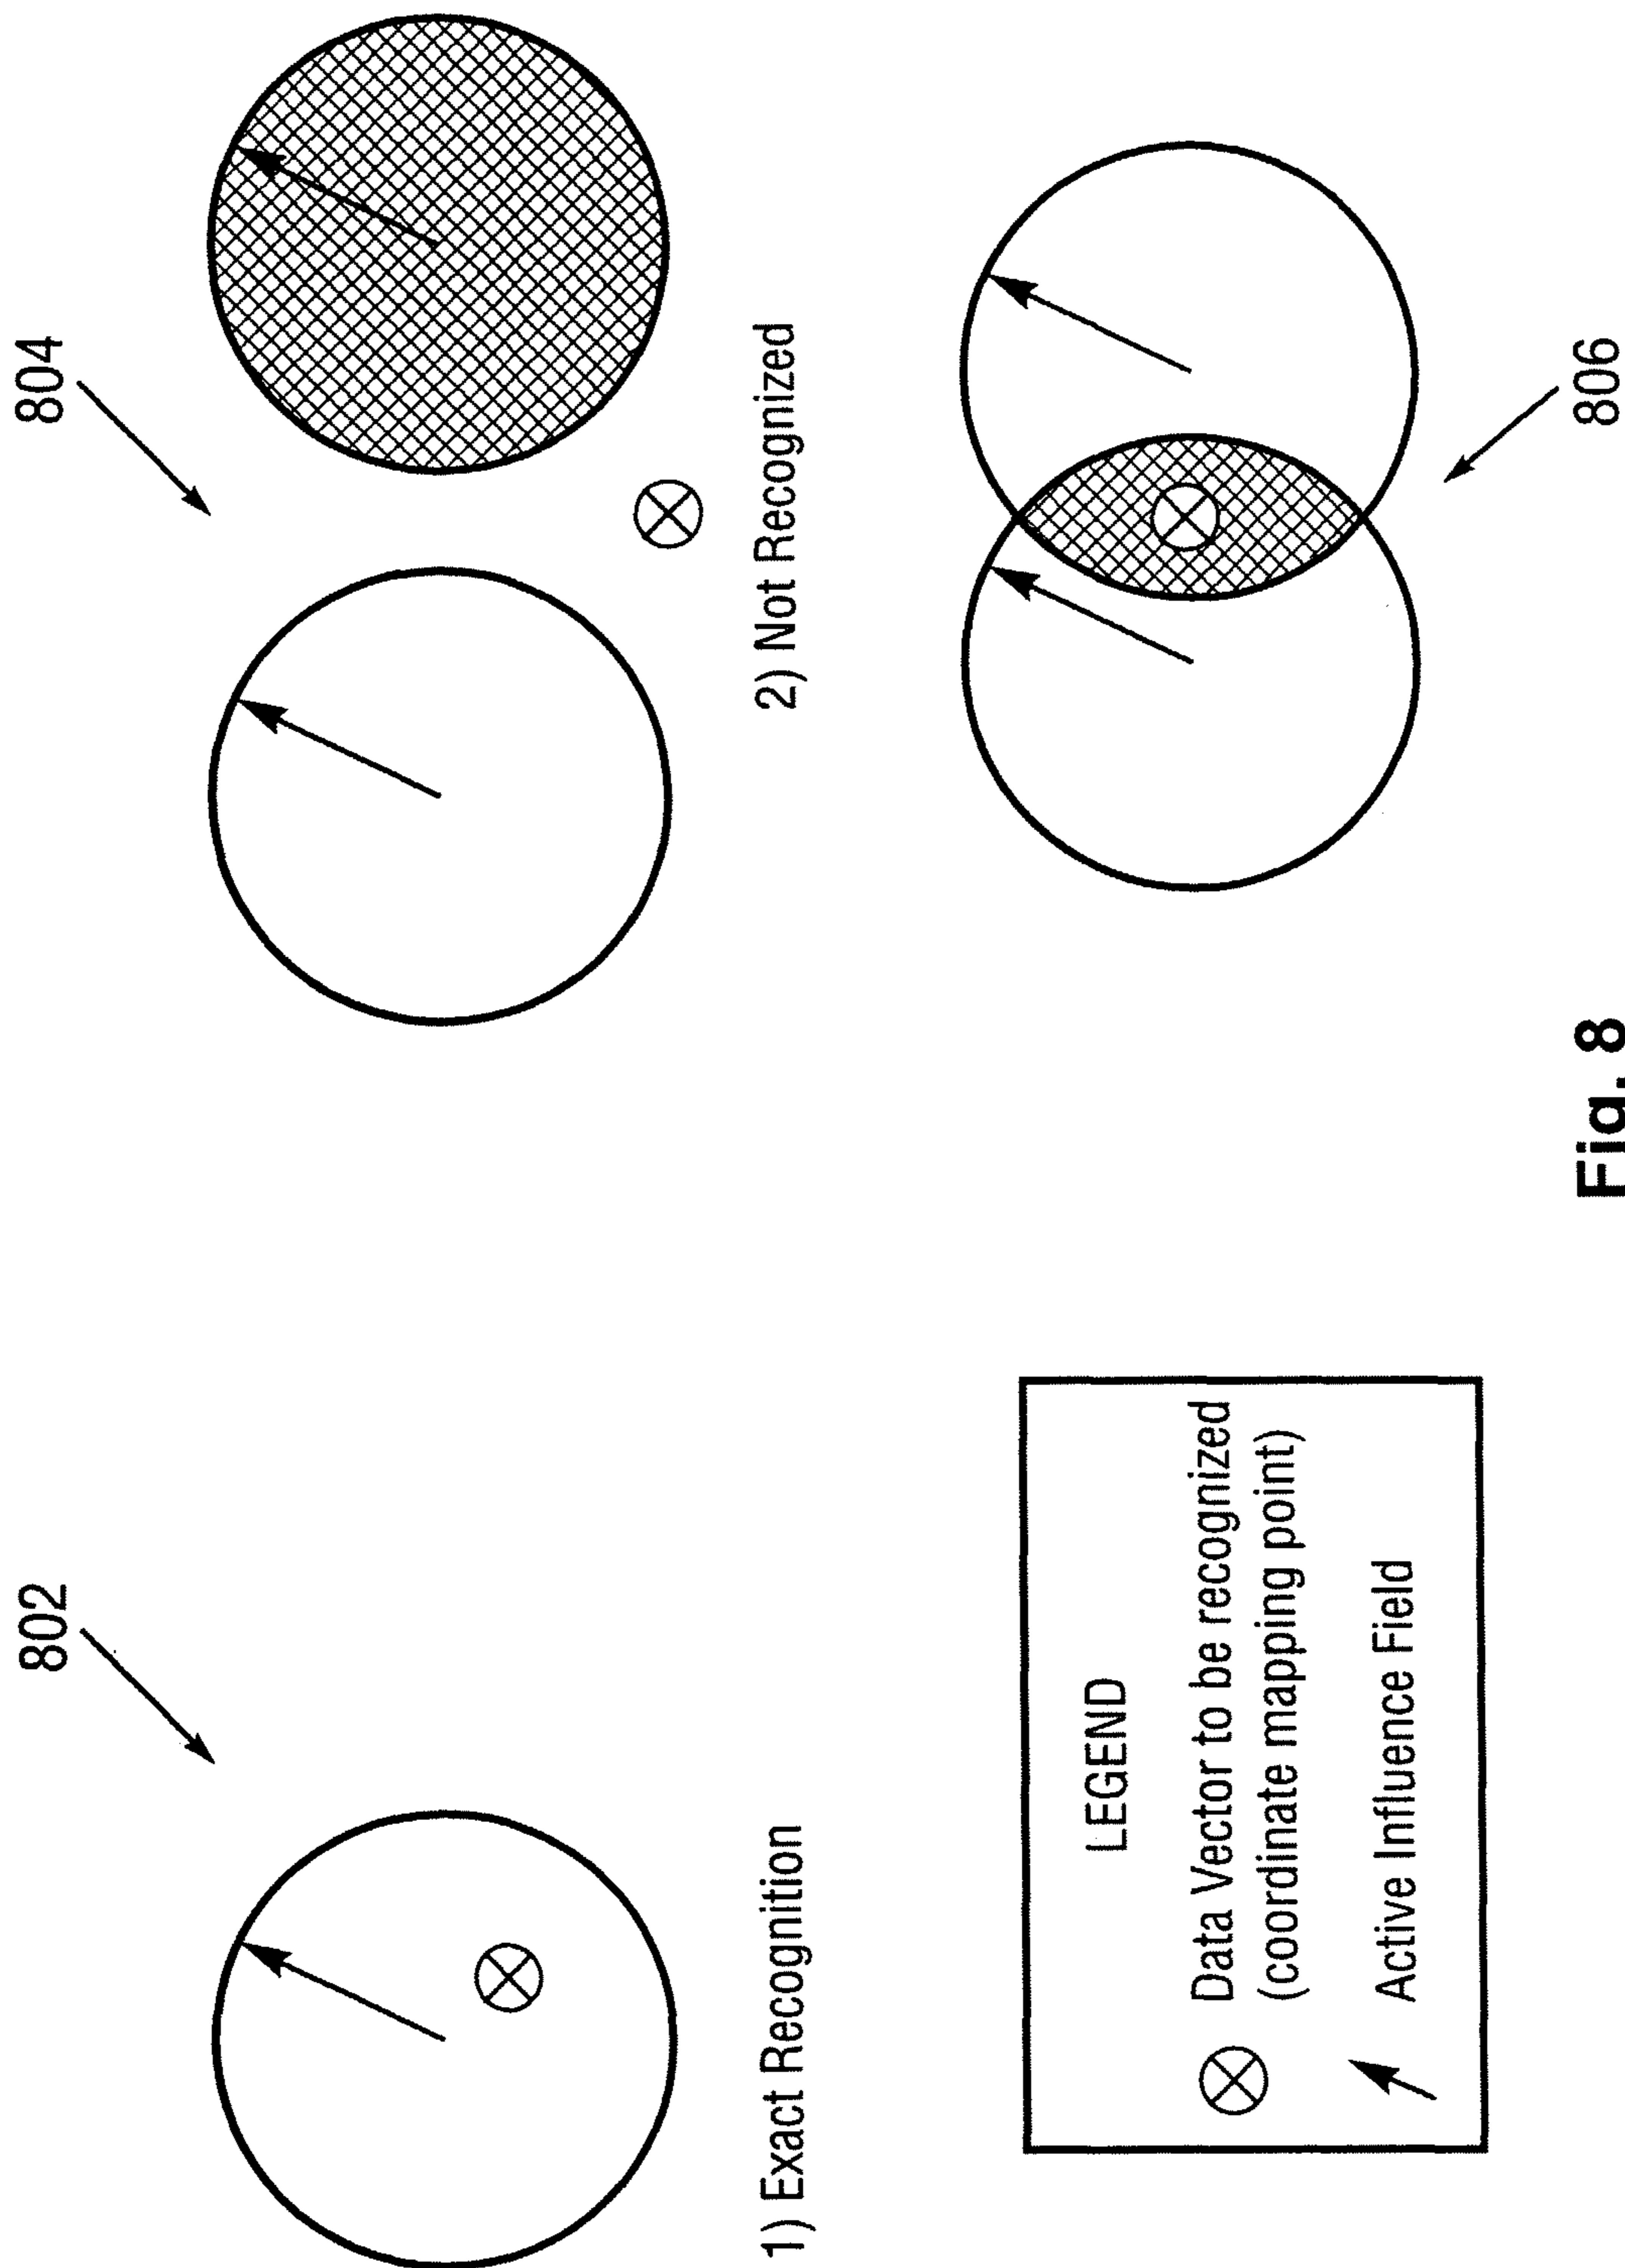 802
804
1) Exact Recognition
2) Not Recognized
LEGEND
Data Vector to be recognized
(coordinate mapping point)
Active Influence Field
806
Fig. 8